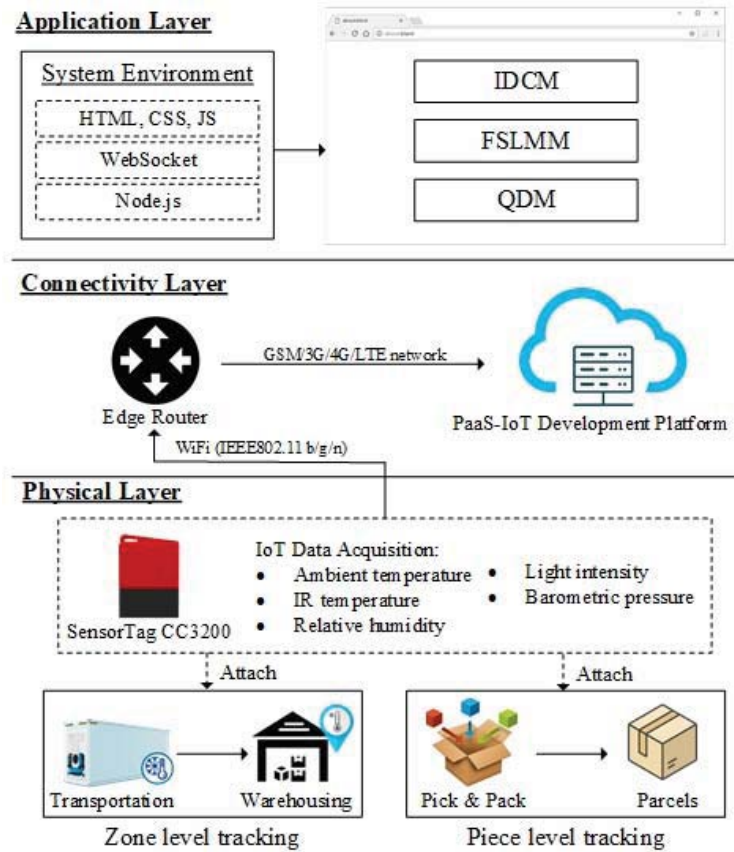 Application Layer
System Environment
HTML, CSS, JS
WebSocket
Node.js
IDCM
FSLMM
QDM
Connectivity Layer
GSM/3G/4G/LTE network
Edge Router
PaaS-IoT Development Platform
WiFi (IEEE802.11 b/g/n)
Physical Layer
IoT Data Acquisition:
• Ambient temperature
• IR temperature
• Relative humidity
• Light intensity
• Barometric pressure
SensorTag CC3200
Attach
Attach
Transportation
Warehousing
Pick & Pack
Parcels
Zone level tracking
Piece level tracking